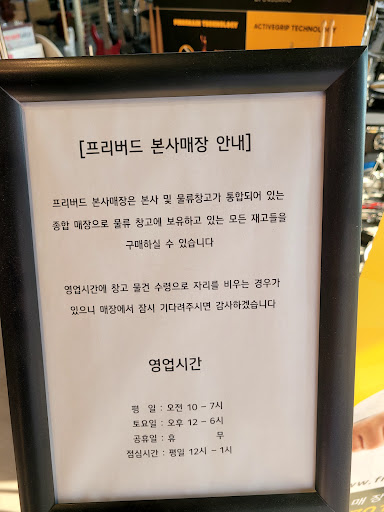 ACTIVEGRIP TECHNOL
[프리버드 본사매장 안내]
프리버드 본사매장은 본사 및 물류창고가 통합되어 있는
종합 매장으로 물류 창고에 보유하고 있는 모든 재고들을
구매하실 수 있습니다
영업시간에 창고 물건 수령으로 자리를 비우는 경우가
있으니 매장에서 잠시 기다려주시면 감사하겠습니다
영업시간
평 일 : 오전 10 – 7시
토요일 : 오후 12 – 6시
공휴일 : 휴 무
점심시간 : 평일 12시 – 1시